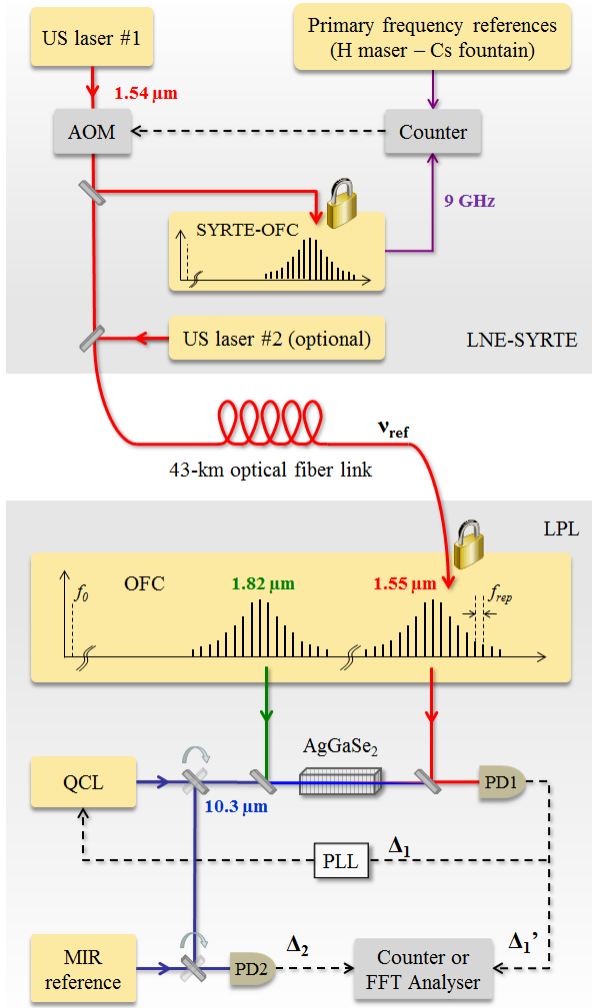 US laser #1
Primary frequency references
(H maser – Cs fountain)
1.54 µm
AOM
Counter
9 GHz
SYRTE-OFC
US laser #2 (optional)
LNE-SYRTE
νref
43-km optical fiber link
LPL
OFC
1.82 µm
1.55 µm
f0
frep
AgGaSe2
QCL
PD1
10.3 µm
PLL
Δ1
MIR
reference
PD2
Δ2
Counter or
FFT Analyser
Δ1’